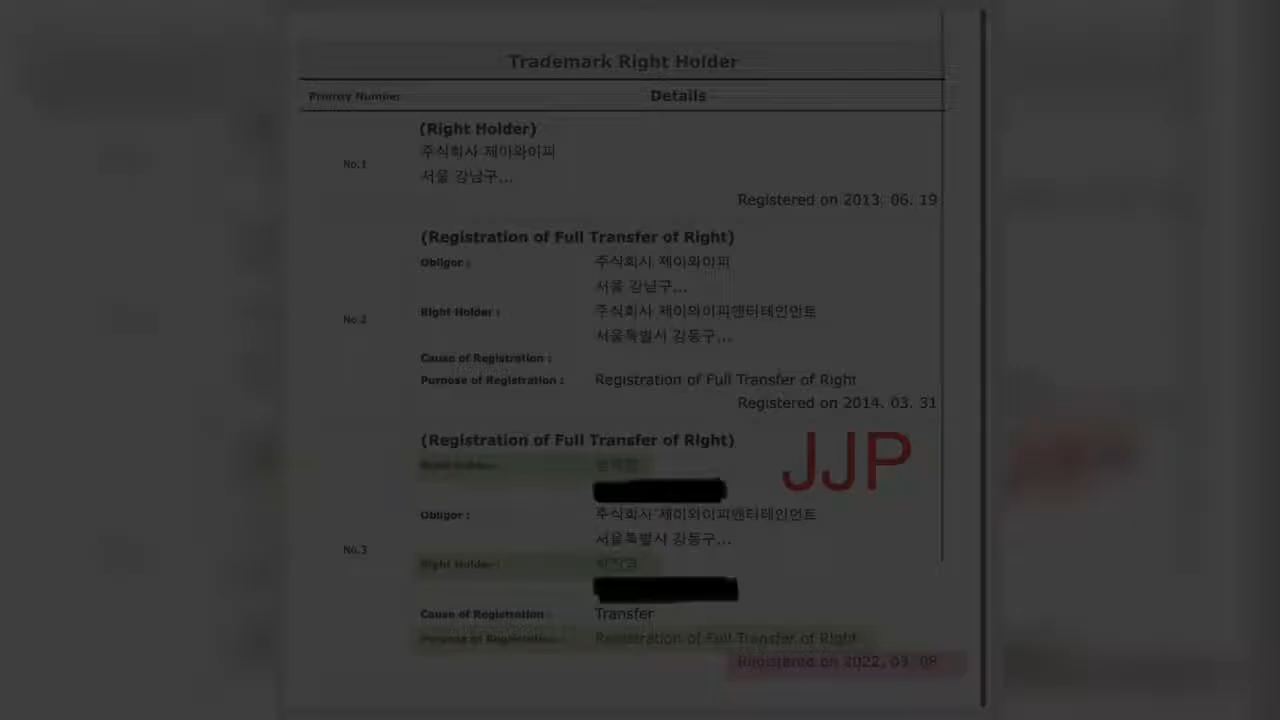 Trademark Right Holder
Priority Number Details
(Right Holder)
주식회사 제이와이피
No.1
서울 강남구...
Registered on 2013. 06. 19
(Registration of Full Transfer of Right)
Obligor : 주식회사 제이와이피
서울 강남구...
Right Holder : 주식회사 제이와이피엔터테인먼트
No.2
서울특별시 강동구...
Cause of Registration :
Purpose of Registration : Registration of Full Transfer of Right
Registered on 2014. 03. 31
(Registration of Full Transfer of Right)
JJP
Right Holder :
Obligor : 주식회사 제이와이피엔터테인먼트
서울특별시 강동구...
No.3
Right Holder :
Cause of Registration : Transfer
Purpose of Registration : Registration of Full Transfer of Right
Registered on 2022. 03. 08